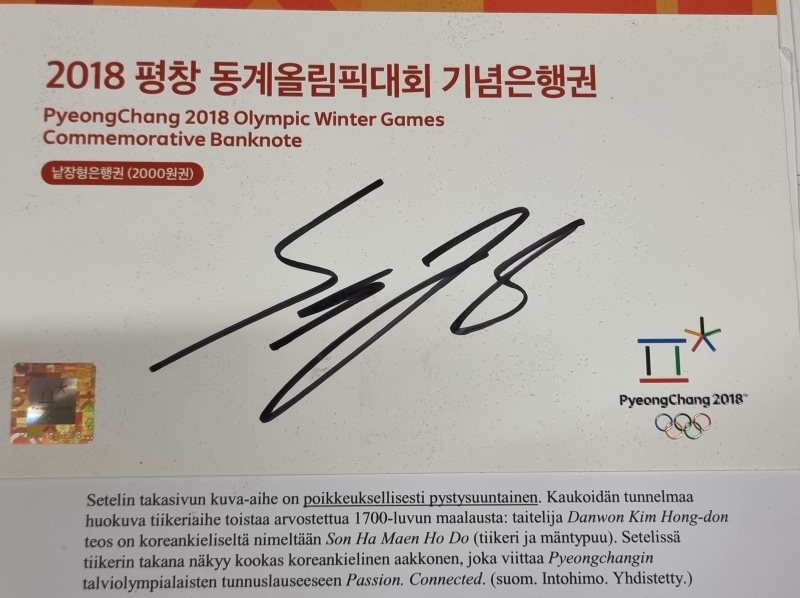 2018 평창 동계올림픽대회 기념은행권
PyeongChang 2018 Olympic Winter Games
Commemorative Banknote
낱장형은행권 (2000원권)
PyeongChang 2018™
Setelin takasivun kuva-aihe on poikkeuksellisesti pystysuuntainen. Kaukoidän tunnelmaa
huokuva tiikeriaihe toistaa arvostettua 1700-luvun maalausta: taitelija Danwon Kim Hong-don
teos on koreankieliseltä nimeltään Son Ha Maen Ho Do (tiikeri ja mäntypuu). Setelissä
tiikerin takana näkyy kookas koreankielinen aakkonen, joka viittaa Pyeongchangin
talviolympialaisten tunnuslauseeseen Passion. Connected. (suom. Intohimo. Yhdistetty.)